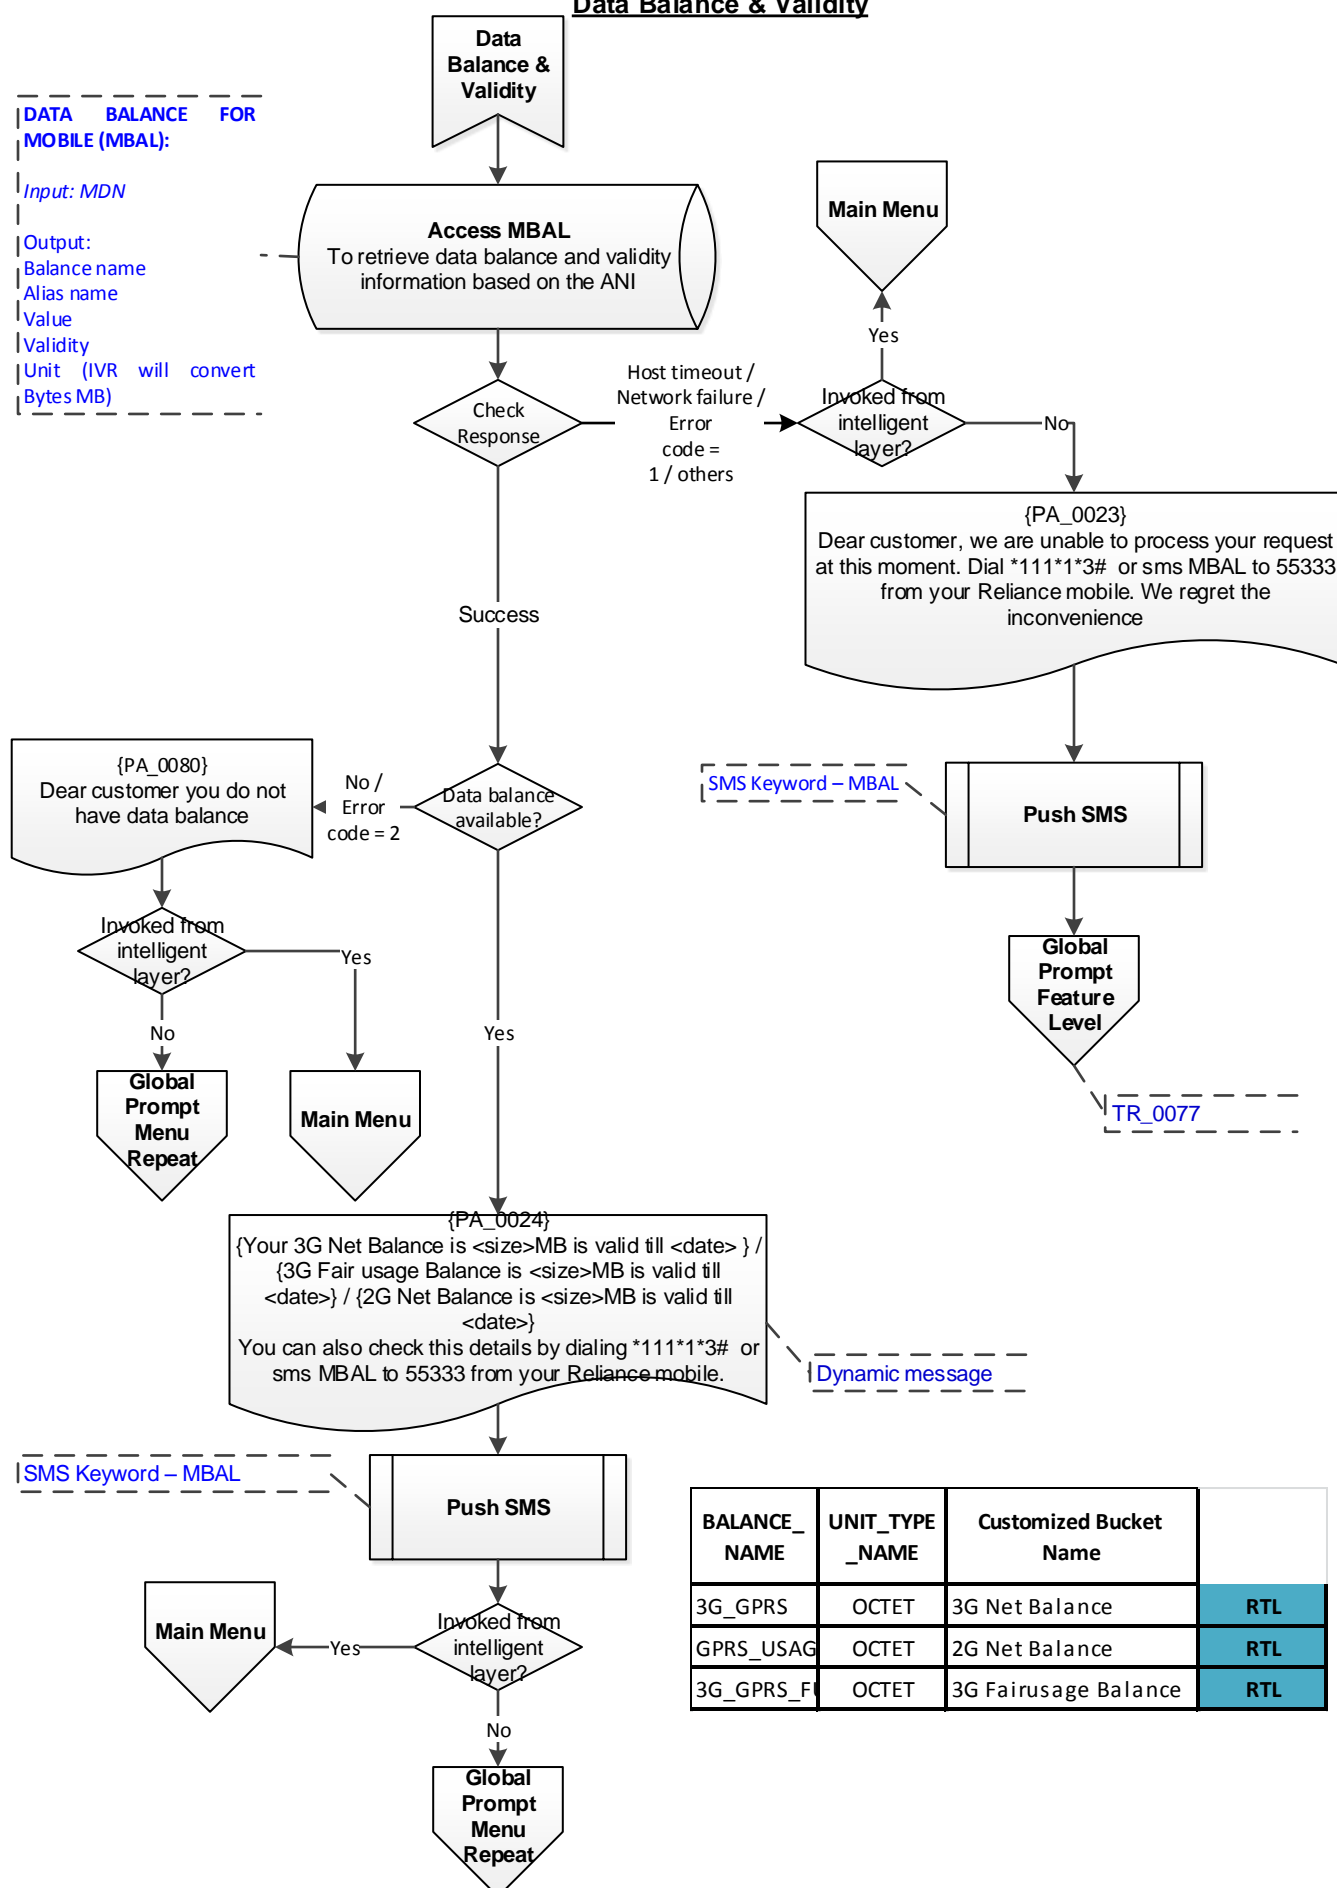 Data Balance & Validity
Data
Balance &
Validity
DATA BALANCE FOR
MOBILE (MBAL):
Input: MDN
Output:
Balance name
Alias name
Value
Validity
Unit (IVR will convert
Bytes MB)
Access MBAL
To retrieve data balance and validity
information based on the ANI
Main Menu
Yes
Check
Response
Host timeout /
Network failure /
Error
code =
1 / others
Invoked from
intelligent
layer?
No
{PA_0023}
Dear customer, we are unable to process your request
at this moment. Dial *111*1*3# or sms MBAL to 55333
from your Reliance mobile. We regret the
inconvenience
Success
{PA_0080}
Dear customer you do not
have data balance
No /
Error
code = 2
Data balance
available?
SMS Keyword – MBAL
Push SMS
Invoked from
intelligent
layer?
Yes
No
Yes
Global
Prompt
Feature
Level
Global
Prompt
Menu
Repeat
Main Menu
TR_0077
{PA_0024}
{Your 3G Net Balance is <size>MB is valid till <date> } /
{3G Fair usage Balance is <size>MB is valid till
<date>} / {2G Net Balance is <size>MB is valid till
<date>}
You can also check this details by dialing *111*1*3# or
sms MBAL to 55333 from your Reliance mobile.
Dynamic message
SMS Keyword – MBAL
Push SMS
Main Menu
Yes
Invoked from
intelligent
layer?
No
Global
Prompt
Menu
Repeat
BALANCE_ UNIT_TYPE Customized Bucket
NAME _NAME Name
3G_GPRS OCTET 3G Net Balance RTL
GPRS_USAG OCTET 2G Net Balance RTL
3G_GPRS_FU OCTET 3G Fairusage Balance RTL